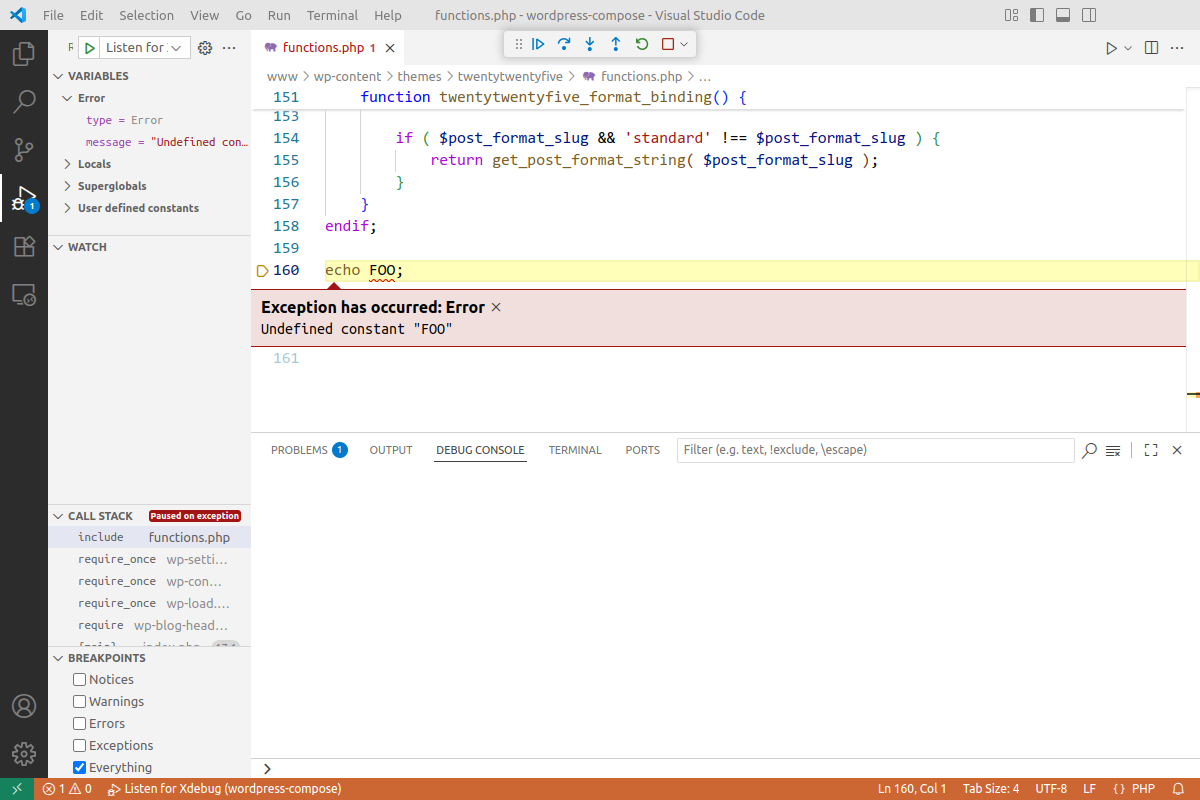 File Edit Selection View Go Run Terminal Help functions.php - wordpress-compose - Visual Studio Code
R Listen for functions.php 1
www > wp-content > themes > twentytwentyfive > functions.php > ...
VARIABLES
Error
type = Error
message = "Undefined con…
Locals
Superglobals
User defined constants
WATCH
151 function twentytwentyfive_format_binding() {
153
154 if ( $post_format_slug && 'standard' !== $post_format_slug ) {
155 return get_post_format_string( $post_format_slug );
156 }
157 }
158 endif;
159
160 echo FOO;
Exception has occurred: Error
Undefined constant "FOO"
161
PROBLEMS 1 OUTPUT DEBUG CONSOLE TERMINAL PORTS Filter (e.g. text, !exclude, \escape)
CALL STACK Paused on exception
include functions.php
require_once wp-setti…
require_once wp-con…
require_once wp-load.…
require wp-blog-head…
{main} index.php
BREAKPOINTS
Notices
Warnings
Errors
Exceptions
Everything
>
1 1 0 Listen for Xdebug (wordpress-compose) Ln 160, Col 1 Tab Size: 4 UTF-8 LF { } PHP